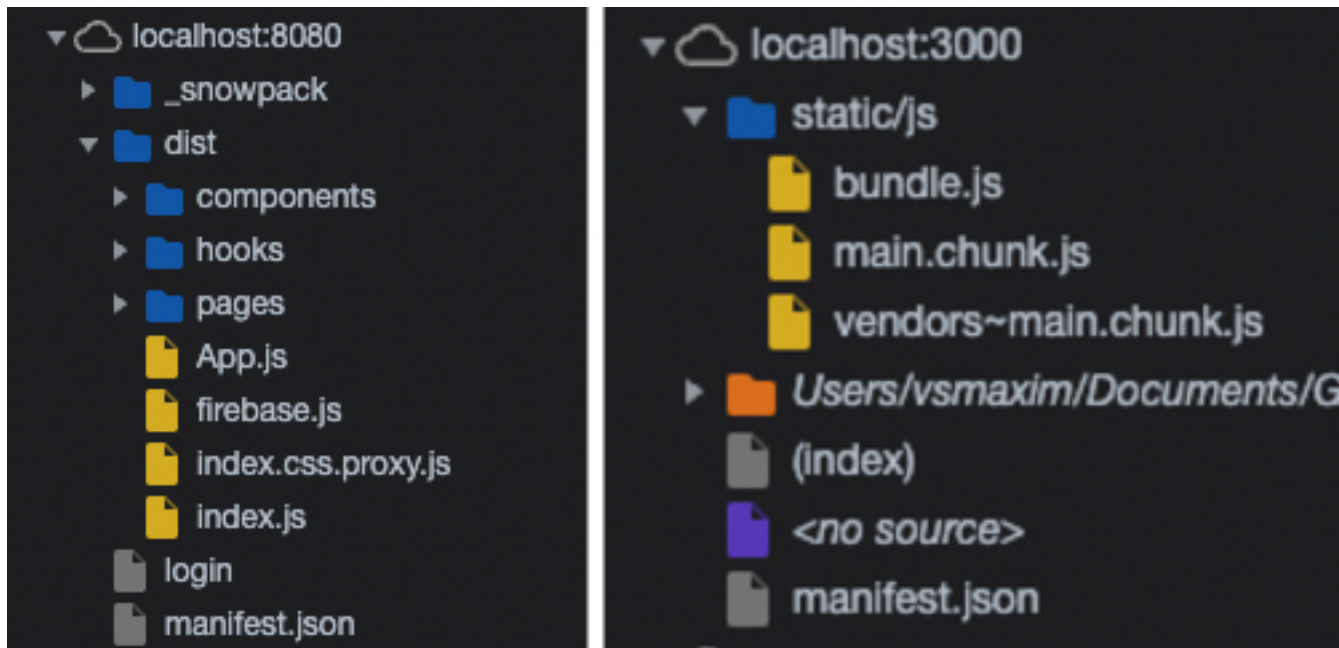 localhost:8080
_snowpack
dist
components
hooks
pages
App.js
firebase.js
index.css.proxy.js
index.js
login
manifest.json
localhost:3000
static/js
bundle.js
main.chunk.js
vendors~main.chunk.js
Users/vsmaxim/Documents/G
(index)
<no source>
manifest.json